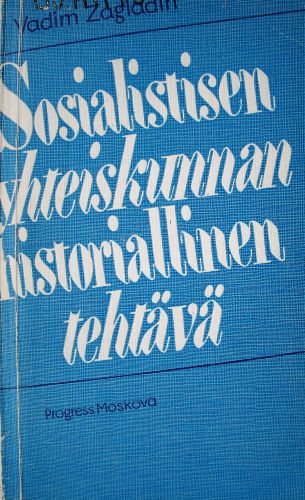 Vadim Zagladin
Sosialistisen
yhteiskunnan
historiallinen
tehtävä
Progress Moskova